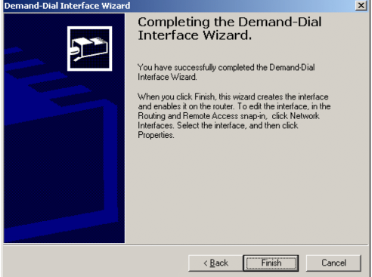 Demand-Dial Interface Wizard
Completing the Demand-Dial
Interface Wizard.
You have successfully completed the Demand-Dial
Interface Wizard.
When you click Finish, this wizard creates the interface
and enables it on the router. To edit the interface, in the
Routing and Remote Access snap-in, click Network
Interfaces. Select the interface, and then click
Properties.
< Back
Finish
Cancel